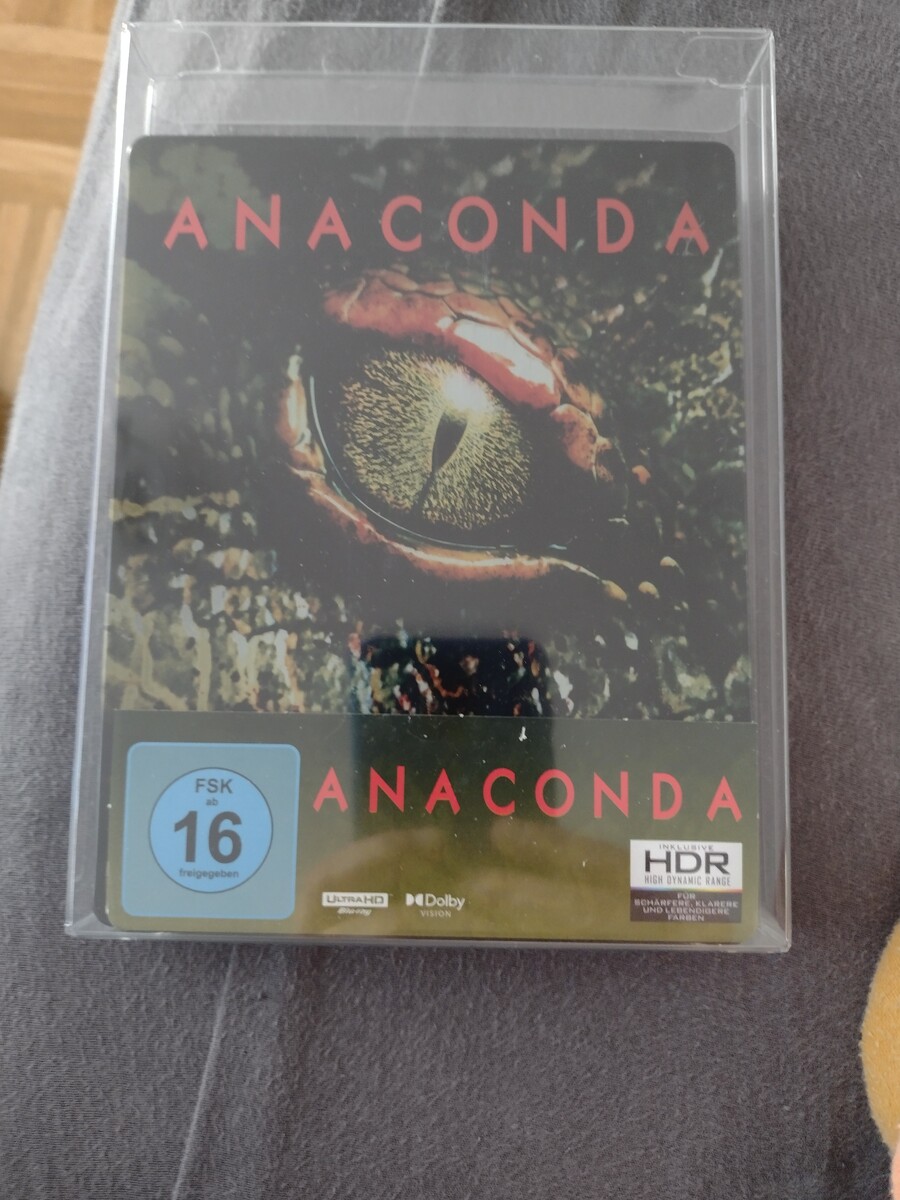 ANACONDA
FSK
ab
16
freigegeben
ANACONDA
ULTRA HD
Blu-ray
Dolby
VISION
INKLUSIVE
HDR
HIGH DYNAMIC RANGE
FÜR
SCHÄRFERE, KLARERE
UND LEBENDIGERE
FARBEN